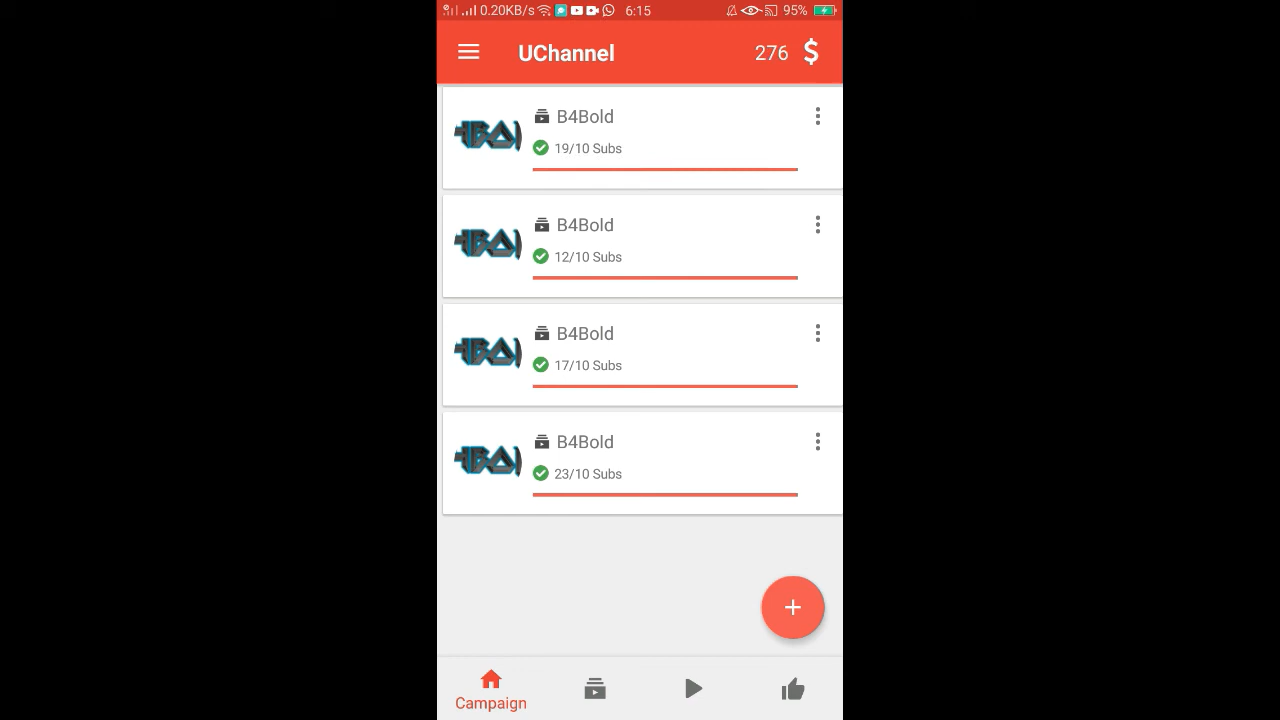 0.20KB/s 6:15 95%
UChannel 276 $
B4Bold
19/10 Subs
B4Bold
12/10 Subs
B4Bold
17/10 Subs
B4Bold
23/10 Subs
+
Campaign